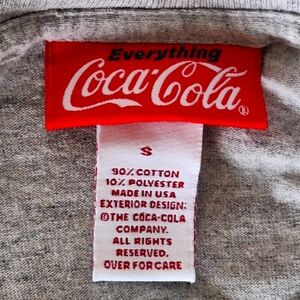 Everything
Coca-Cola®
S
90% COTTON
10% POLYESTER
MADE IN USA
EXTERIOR DESIGN:
©THE COCA-COLA
COMPANY.
ALL RIGHTS
RESERVED.
OVER FOR CARE